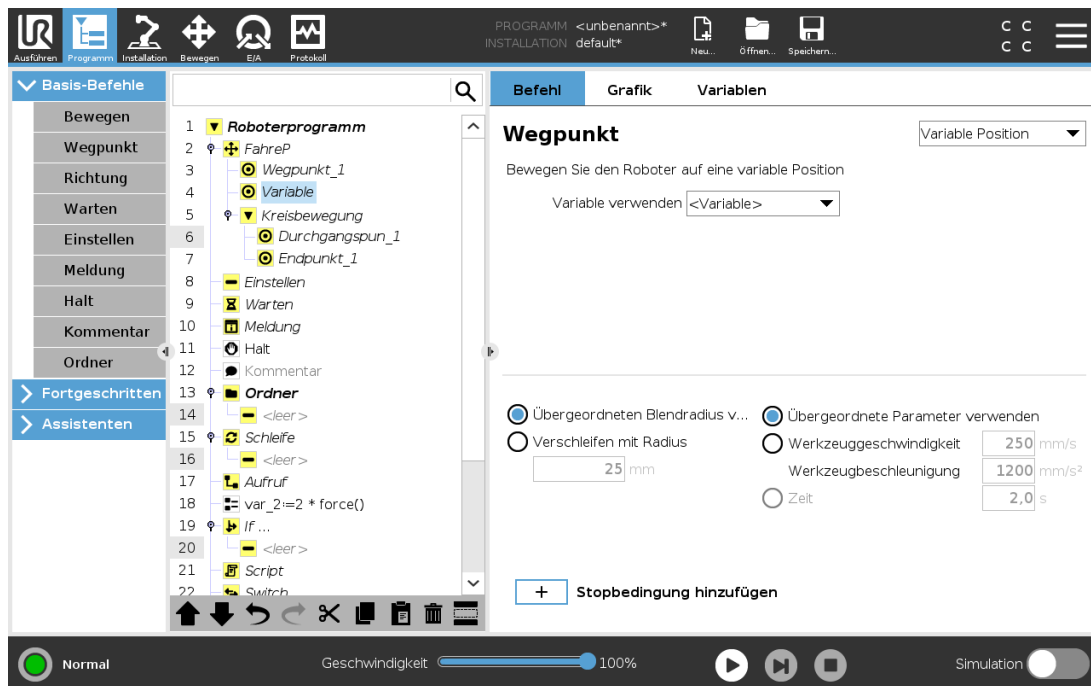 PROGRAMM <unbenannt>*
INSTALLATION default*
Ausführen Programm Installation Bewegen E/A Protokoll Neu... Öffnen... Speichern...
C C
C C
Basis-Befehle
Bewegen
Wegpunkt
Richtung
Warten
Einstellen
Meldung
Halt
Kommentar
Ordner
Fortgeschritten
Assistenten
1 Roboterprogramm
2 FahreP
3 Wegpunkt_1
4 Variable
5 Kreisbewegung
6 Durchgangspun_1
7 Endpunkt_1
8 Einstellen
9 Warten
10 Meldung
11 Halt
12 Kommentar
13 Ordner
14 <leer>
15 Schleife
16 <leer>
17 Aufruf
18 var_2:=2 * force()
19 If ...
20 <leer>
21 Script
22 Switch
Befehl Grafik Variablen
Wegpunkt
Variable Position
Bewegen Sie den Roboter auf eine variable Position
Variable verwenden <Variable>
Übergeordneten Blendradius v...
Verschleifen mit Radius
25 mm
Übergeordnete Parameter verwenden
Werkzeuggeschwindigkeit 250 mm/s
Werkzeugbeschleunigung 1200 mm/s²
Zeit 2,0 s
+ Stopbedingung hinzufügen
Normal
Geschwindigkeit 100%
Simulation